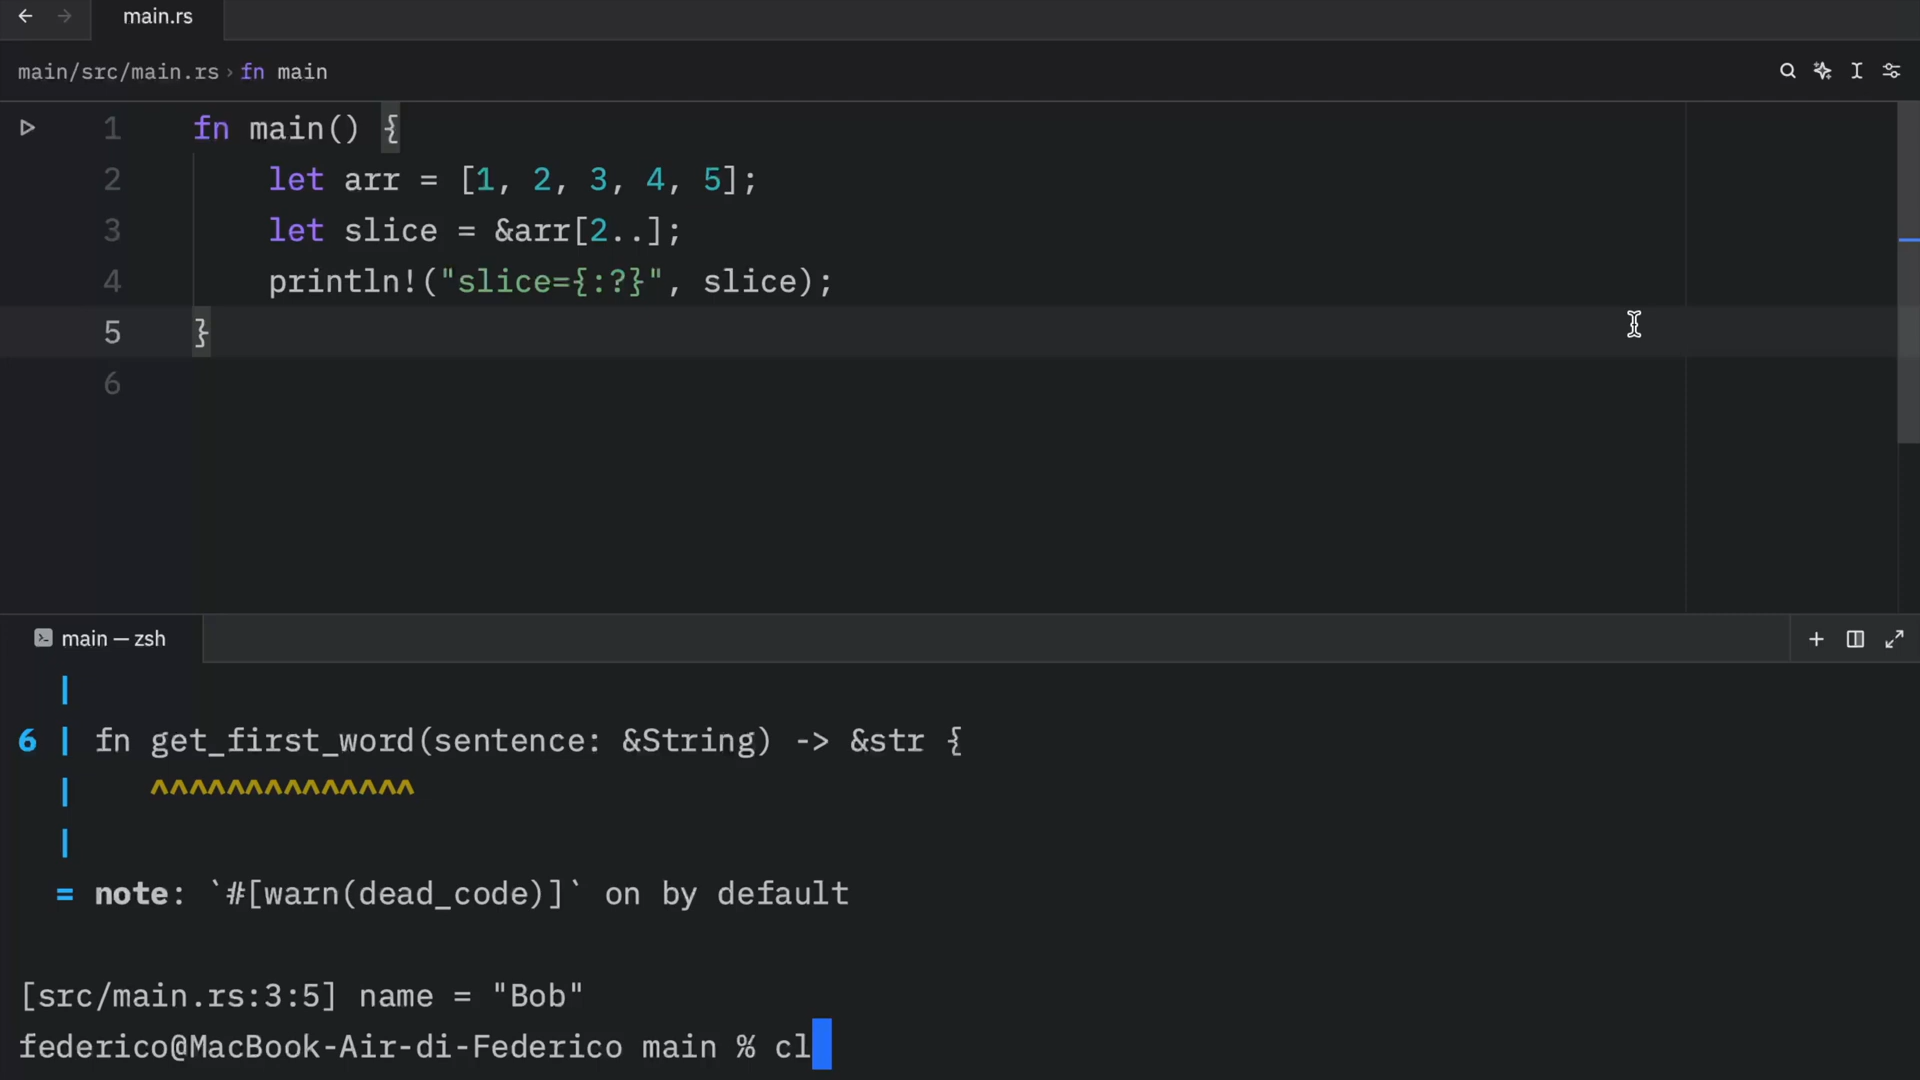 main.rs
main/src/main.rs › fn main
1 fn main() {
2 let arr = [1, 2, 3, 4, 5];
3 let slice = &arr[2..];
4 println!("slice={:?}", slice);
5 }
6
main — zsh
|
6 | fn get_first_word(sentence: &String) -> &str {
| ^^^^^^^^^^^^^^
|
= note: `#[warn(dead_code)]` on by default
[src/main.rs:3:5] name = "Bob"
federico@MacBook-Air-di-Federico main % cl